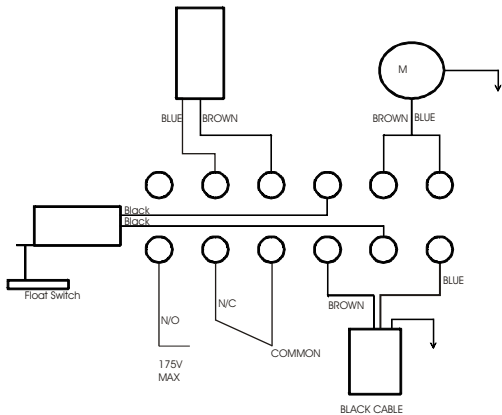 M
BLUE BROWN
BROWN BLUE
Black
Black
Float Switch
N/O
N/C
BROWN
BLUE
COMMON
175V
MAX
BLACK CABLE